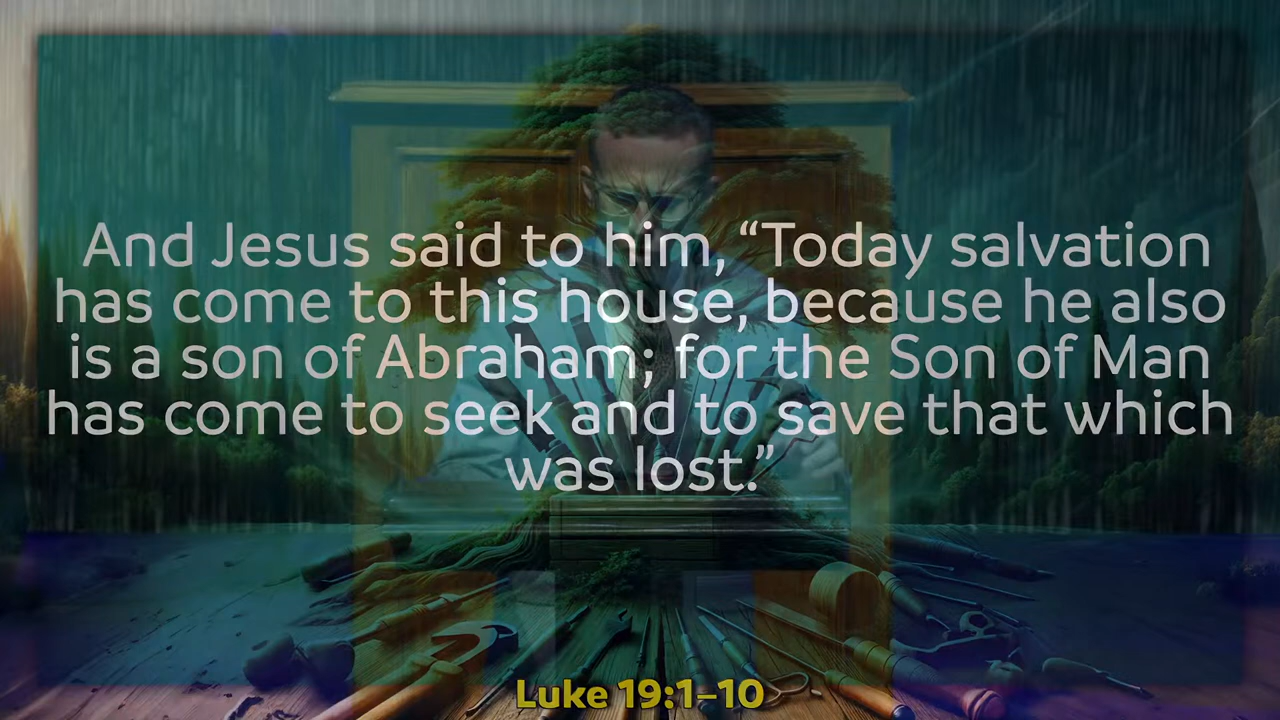 And Jesus said to him, “Today salvation
has come to this house, because he also
is a son of Abraham; for the Son of Man
has come to seek and to save that which
was lost.”
Luke 19:1–10